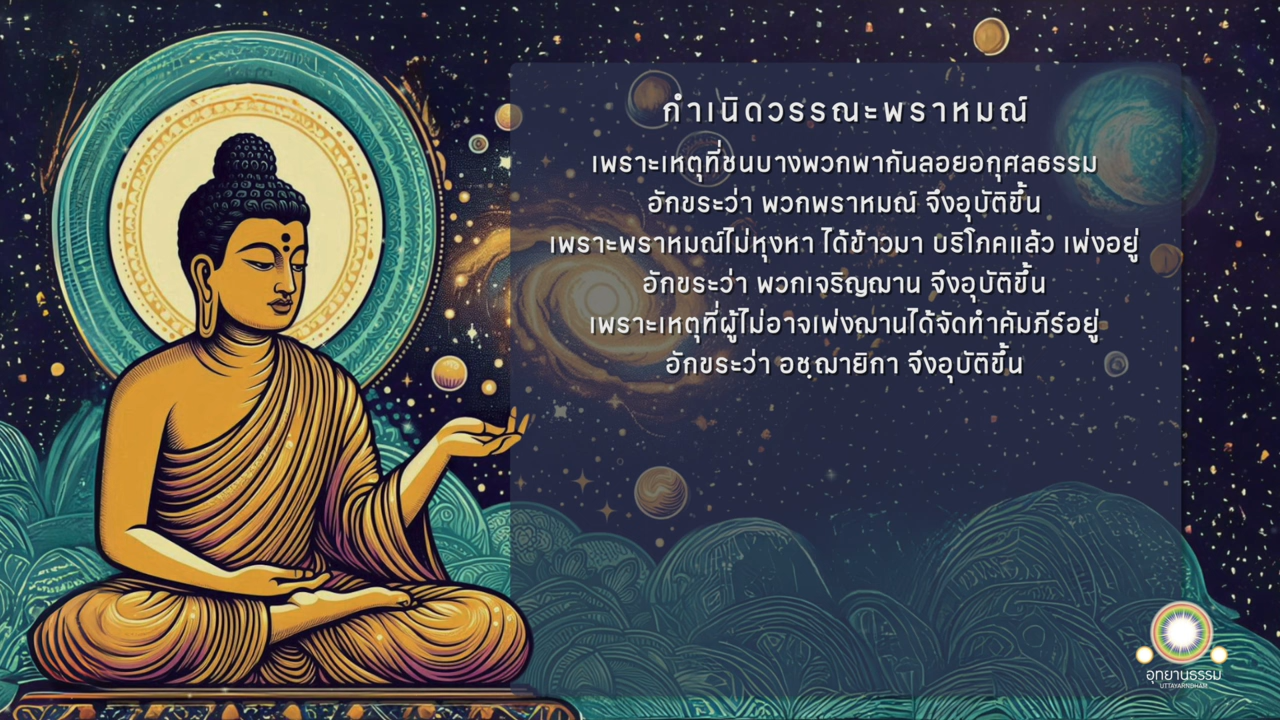 กำเนิดวรรณะพราหมณ์
เพราะเหตุที่ชนบางพวกพากันลอยอกุศลธรรม
อักขระว่า พวกพราหมณ์ จึงอุบัติขึ้น
เพราะพราหมณ์ไม่หุงหา ได้ข้าวมา บริโภคแล้ว เพ่งอยู่
อักขระว่า พวกเจริญฌาน จึงอุบัติขึ้น
เพราะเหตุที่ผู้ไม่อาจเพ่งฌานได้จัดทำคัมภีร์อยู่
อักขระว่า อชฺฌายิกา จึงอุบัติขึ้น
อุทยานธรรม
UTTAYARNDHAM